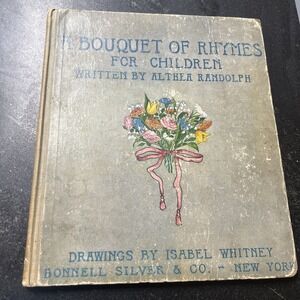 A BOUQUET OF RHYMES
FOR CHILDREN
WRITTEN BY ALTHEA RANDOLPH
DRAWINGS BY ISABEL WHITNEY
BONNELL SILVER & CO. - NEW YORK